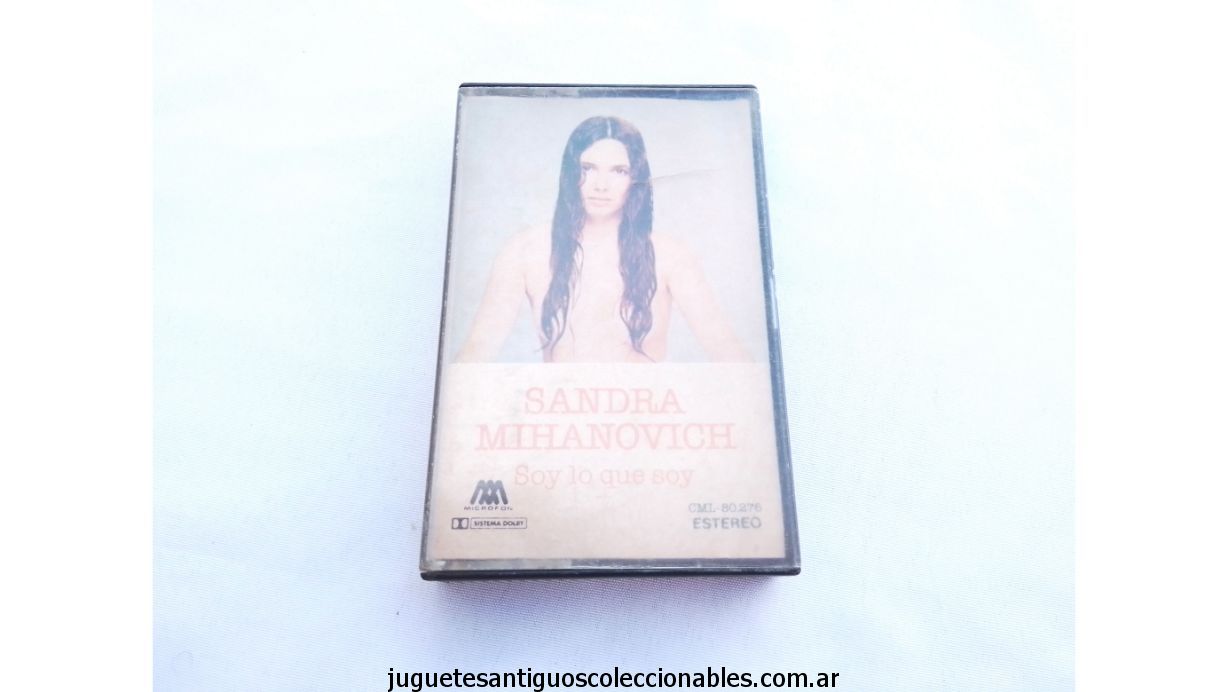 SANDRA
MIHANOVICH
Soy lo que soy
MICROFON
CML-80.276
SISTEMA DOLBY
ESTEREO
juguetesantiguoscoleccionables.com.ar